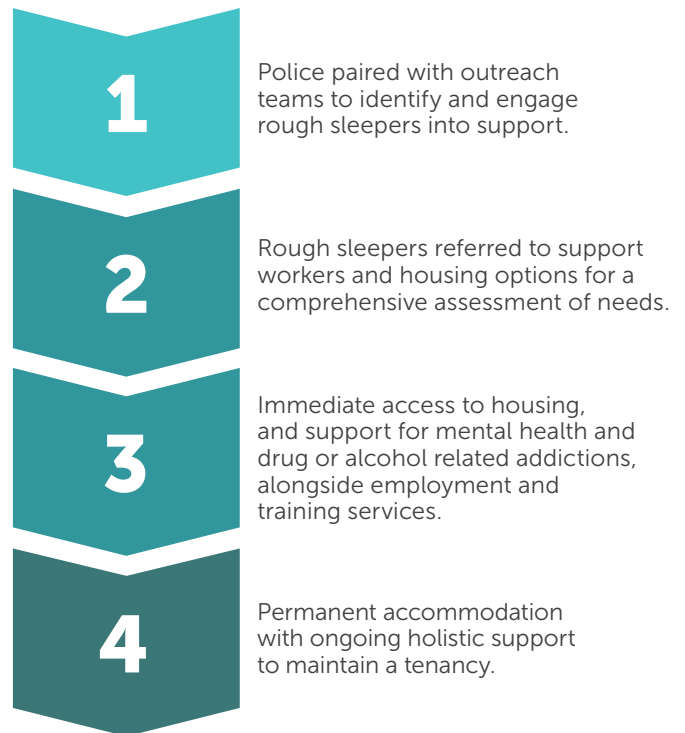 1
Police paired with outreach
teams to identify and engage
rough sleepers into support.
2
Rough sleepers referred to support
workers and housing options for a
comprehensive assessment of needs.
3
Immediate access to housing,
and support for mental health and
drug or alcohol related addictions,
alongside employment and
training services.
4
Permanent accommodation
with ongoing holistic support
to maintain a tenancy.